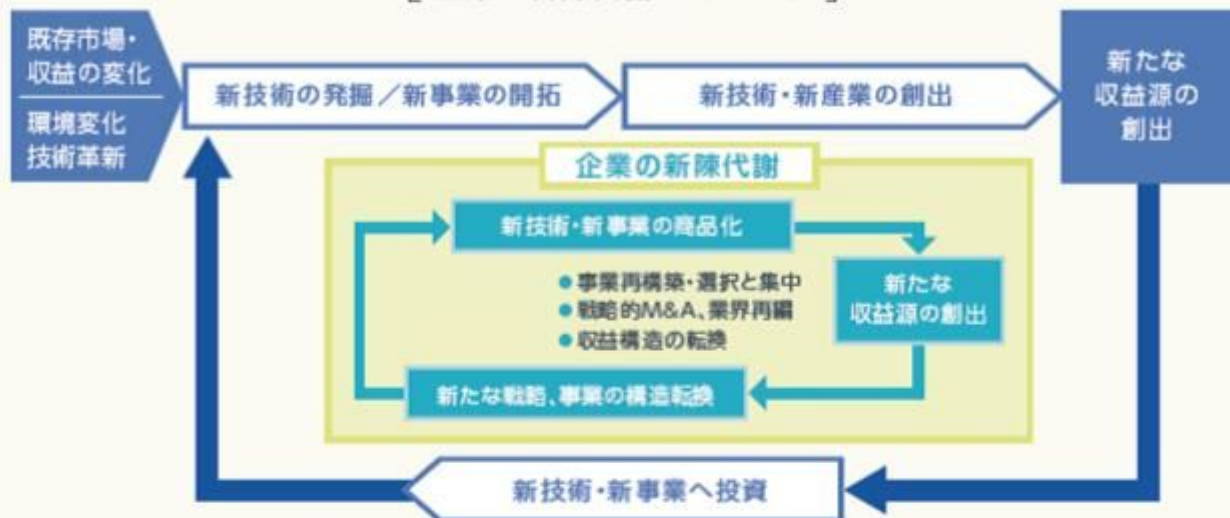 既存市場・
収益の変化
環境変化
技術革新
新技術の発掘／新事業の開拓
新技術・新産業の創出
新たな
収益源の
創出
企業の新陳代謝
新技術・新事業の商品化
●事業再構築・選択と集中
●戦略的M&A、業界再編
●収益構造の転換
新たな
収益源の創出
新たな戦略、事業の構造転換
新技術・新事業へ投資